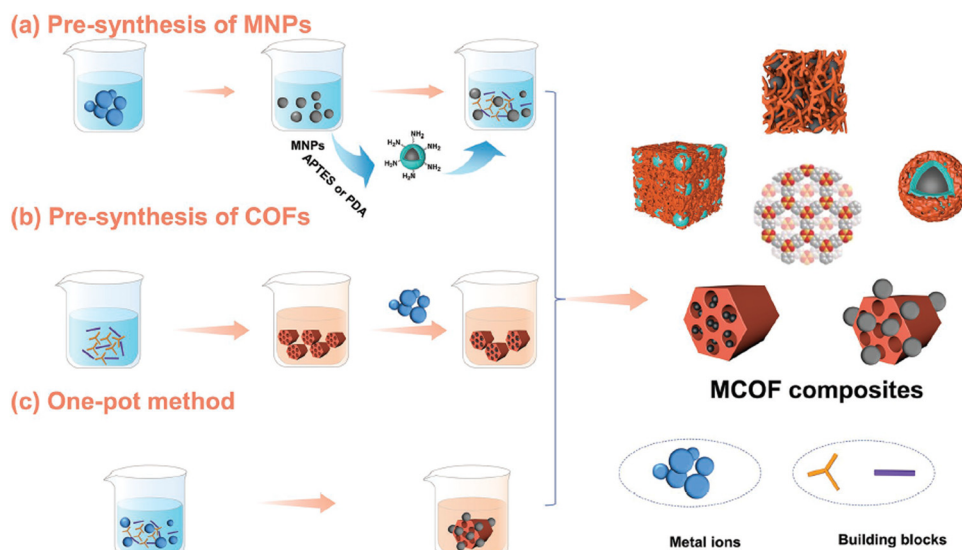 (a) Pre-synthesis of MNPs
MNPs
APTES or PDA
NH₂
H₂N
NH₂
H₂N
NH₂
H₂N
(b) Pre-synthesis of COFs
(c) One-pot method
MCOF composites
Metal ions
Building blocks